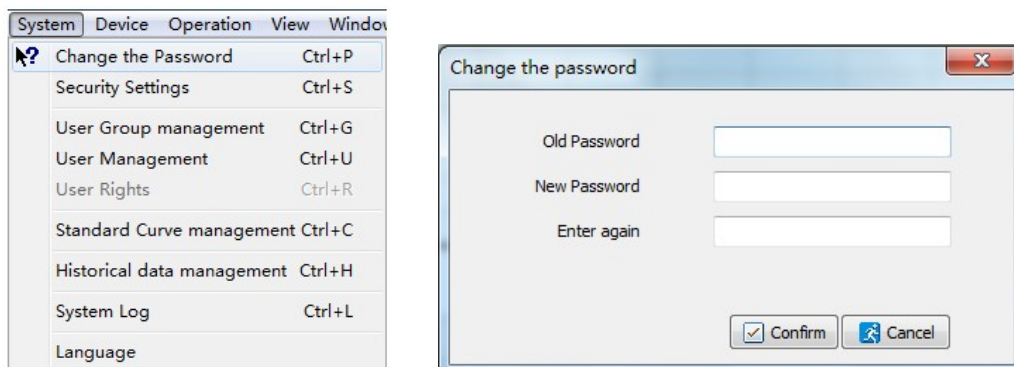 System Device Operation View Window
Change the Password Ctrl+P
Security Settings Ctrl+S
User Group management Ctrl+G
User Management Ctrl+U
User Rights Ctrl+R
Standard Curve management Ctrl+C
Historical data management Ctrl+H
System Log Ctrl+L
Language
Change the password
Old Password
New Password
Enter again
Confirm Cancel